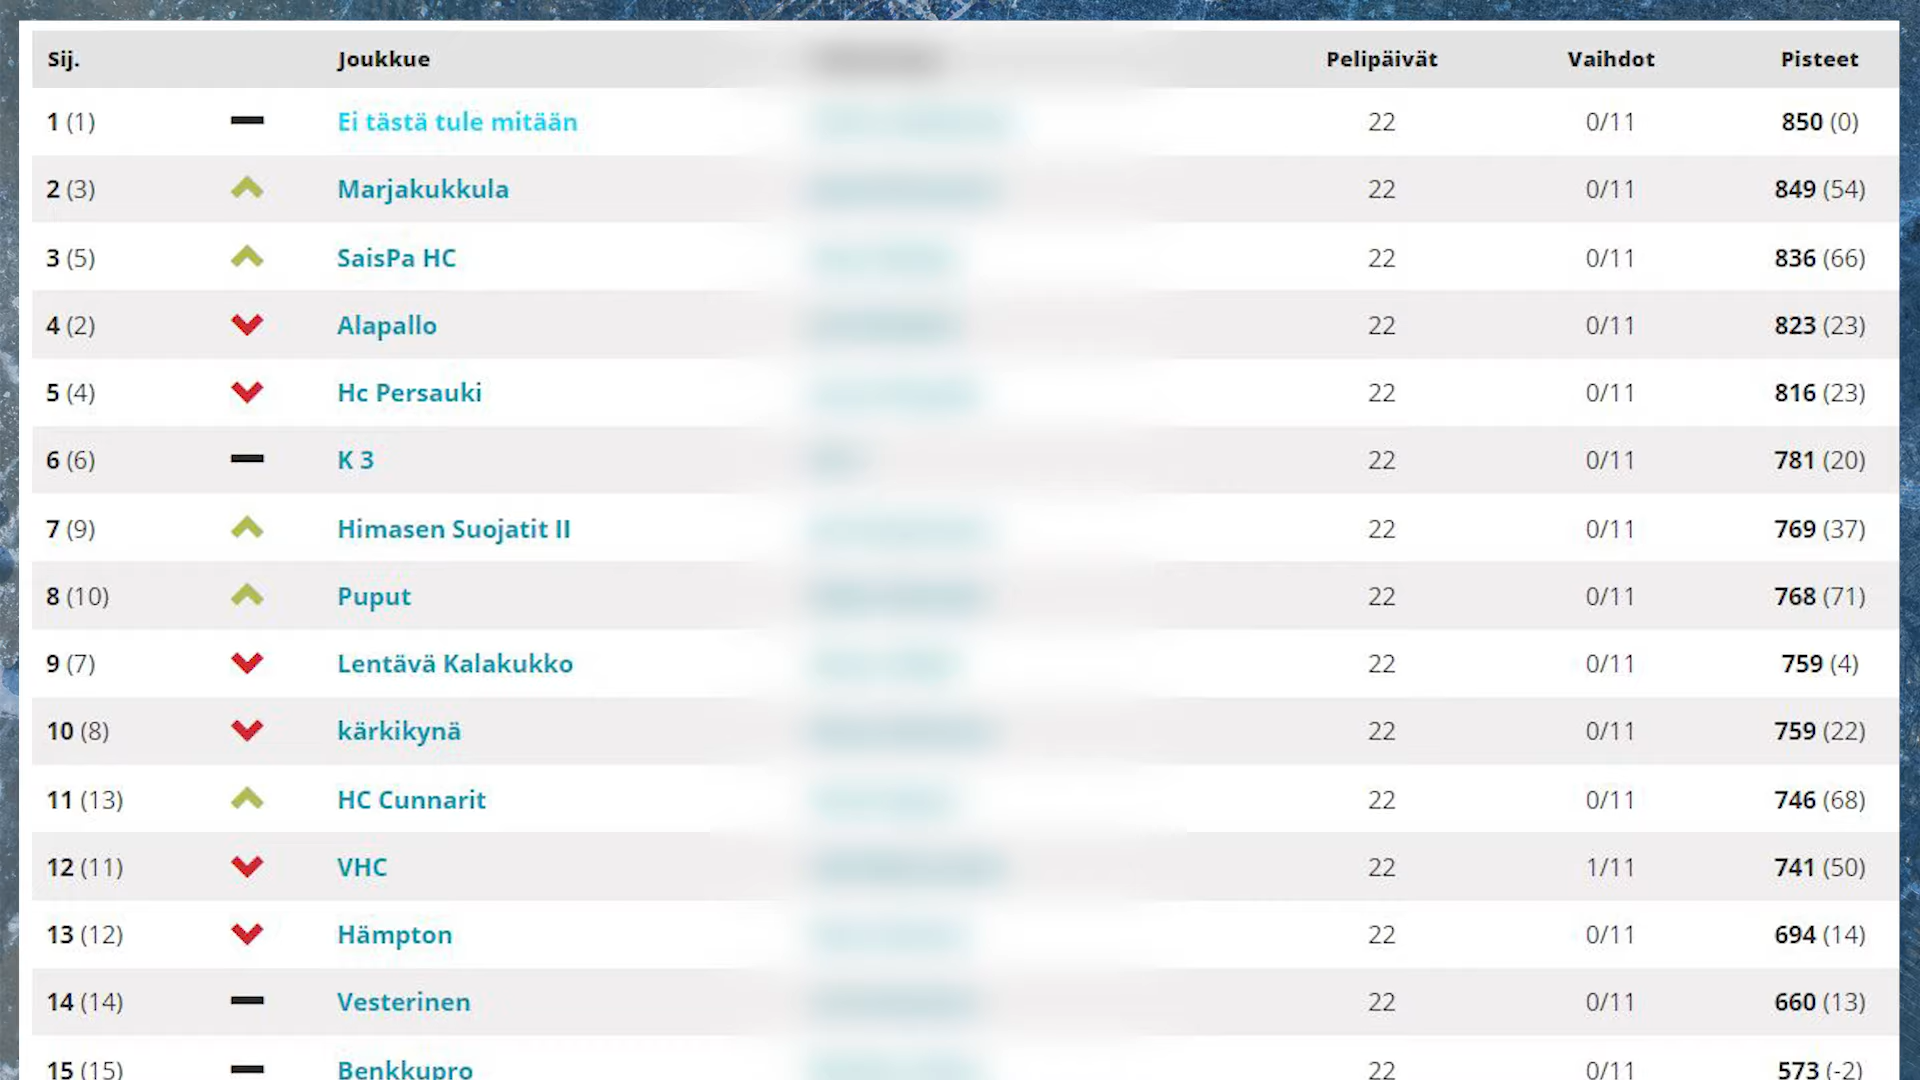 Sij. Joukkue Pelipäivät Vaihdot Pisteet
1 (1) Ei tästä tule mitään 22 0/11 850 (0)
2 (3) Marjakukkula 22 0/11 849 (54)
3 (5) SaisPa HC 22 0/11 836 (66)
4 (2) Alapallo 22 0/11 823 (23)
5 (4) Hc Persauki 22 0/11 816 (23)
6 (6) K 3 22 0/11 781 (20)
7 (9) Himasen Suojatit II 22 0/11 769 (37)
8 (10) Puput 22 0/11 768 (71)
9 (7) Lentävä Kalakukko 22 0/11 759 (4)
10 (8) kärkikynä 22 0/11 759 (22)
11 (13) HC Cunnarit 22 0/11 746 (68)
12 (11) VHC 22 1/11 741 (50)
13 (12) Hämpton 22 0/11 694 (14)
14 (14) Vesterinen 22 0/11 660 (13)
15 (15) Benkkupro 22 0/11 573 (-2)